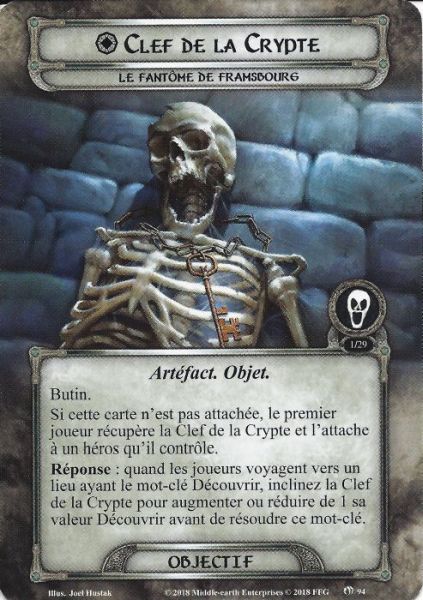 Clef de la Crypte
Le Fantôme de Framsbourg
1/29
Artéfact. Objet.
Butin.
Si cette carte n'est pas attachée, le premier
joueur récupère la Clef de la Crypte et l'attache
à un héros qu'il contrôle.
Réponse : quand les joueurs voyagent vers un
lieu ayant le mot-clé Découvrir, inclinez la Clef
de la Crypte pour augmenter ou réduire de 1 sa
valeur Découvrir avant de résoudre ce mot-clé.
Objectif
Illus. Joel Hustak ©2018 Middle-earth Enterprises © 2018 FFG 94